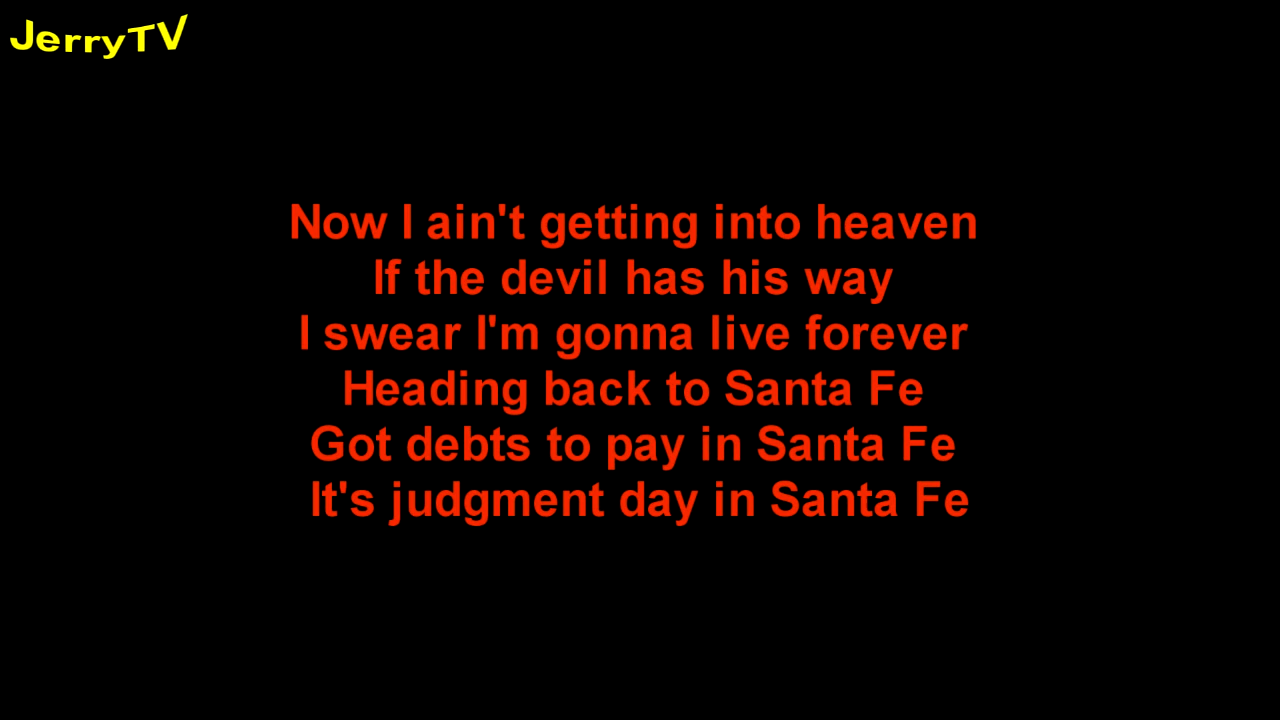 JerryTV
Now I ain't getting into heaven
If the devil has his way
I swear I'm gonna live forever
Heading back to Santa Fe
Got debts to pay in Santa Fe
It's judgment day in Santa Fe